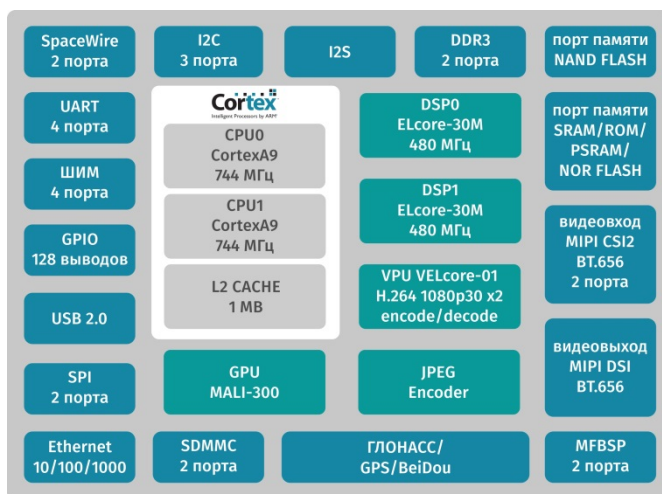 SpaceWire
2 порта
I2C
3 порта
I2S
DDR3
2 порта
порт памяти
NAND FLASH
UART
4 порта
ШИМ
4 порта
GPIO
128 выводов
USB 2.0
SPI
2 порта
Cortex
Intelligent Processors by ARM
CPU0
CortexA9
744 МГц
CPU1
CortexA9
744 МГц
L2 CACHE
1 MB
GPU
MALI-300
DSP0
ELcore-30M
480 МГц
DSP1
ELcore-30M
480 МГц
VPU VELcore-01
H.264 1080p30 x2
encode/decode
JPEG
Encoder
порт памяти
SRAM/ROM/
PSRAM/
NOR FLASH
видеовход
MIPI CSI2
BT.656
2 порта
видеовыход
MIPI DSI
BT.656
Ethernet
10/100/1000
SDMMC
2 порта
ГЛОНАСС/
GPS/BeiDou
MFBSP
2 порта